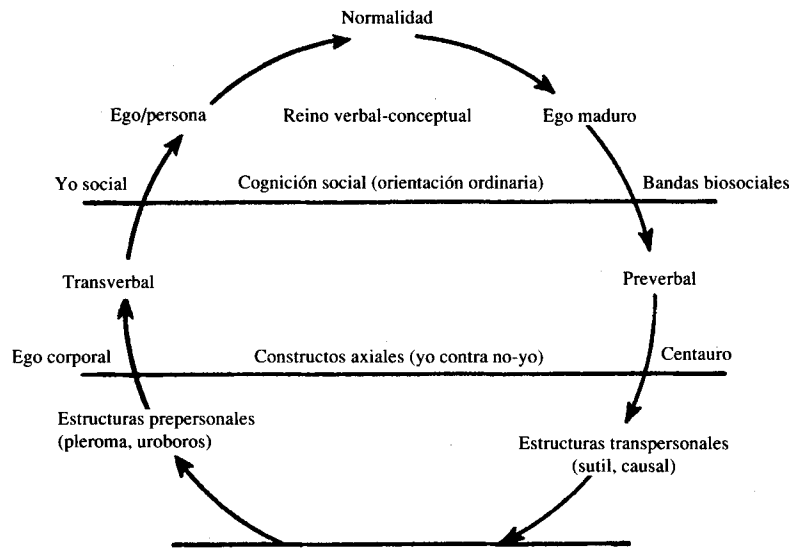 Normalidad
Ego/persona
Reino verbal-conceptual
Ego maduro
Yo social
Cognición social (orientación ordinaria)
Bandas biosociales
Transverbal
Preverbal
Ego corporal
Constructos axiales (yo contra no-yo)
Centauro
Estructuras prepersonales
(pleroma, uroboros)
Estructuras transpersonales
(sutil, causal)